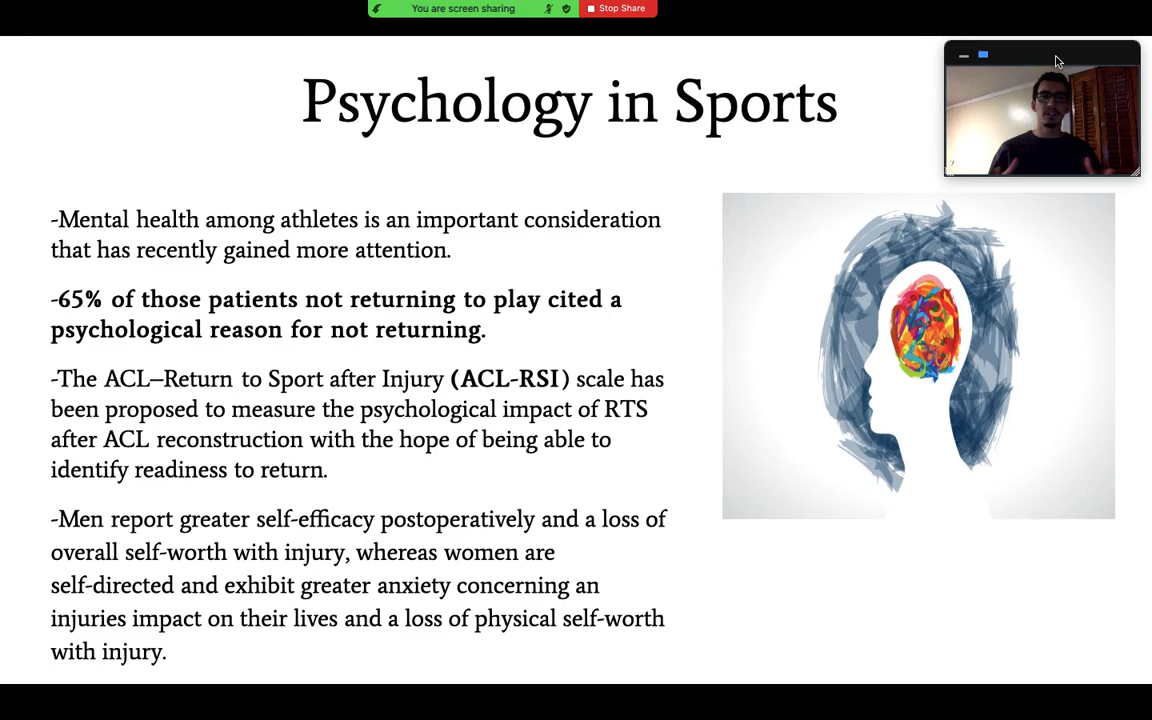 You are screen sharing
Stop Share
Psychology in Sports
-Mental health among athletes is an important consideration
that has recently gained more attention.
-65% of those patients not returning to play cited a
psychological reason for not returning.
-The ACL–Return to Sport after Injury (ACL-RSI) scale has
been proposed to measure the psychological impact of RTS
after ACL reconstruction with the hope of being able to
identify readiness to return.
-Men report greater self-efficacy postoperatively and a loss of
overall self-worth with injury, whereas women are
self-directed and exhibit greater anxiety concerning an
injuries impact on their lives and a loss of physical self-worth
with injury.